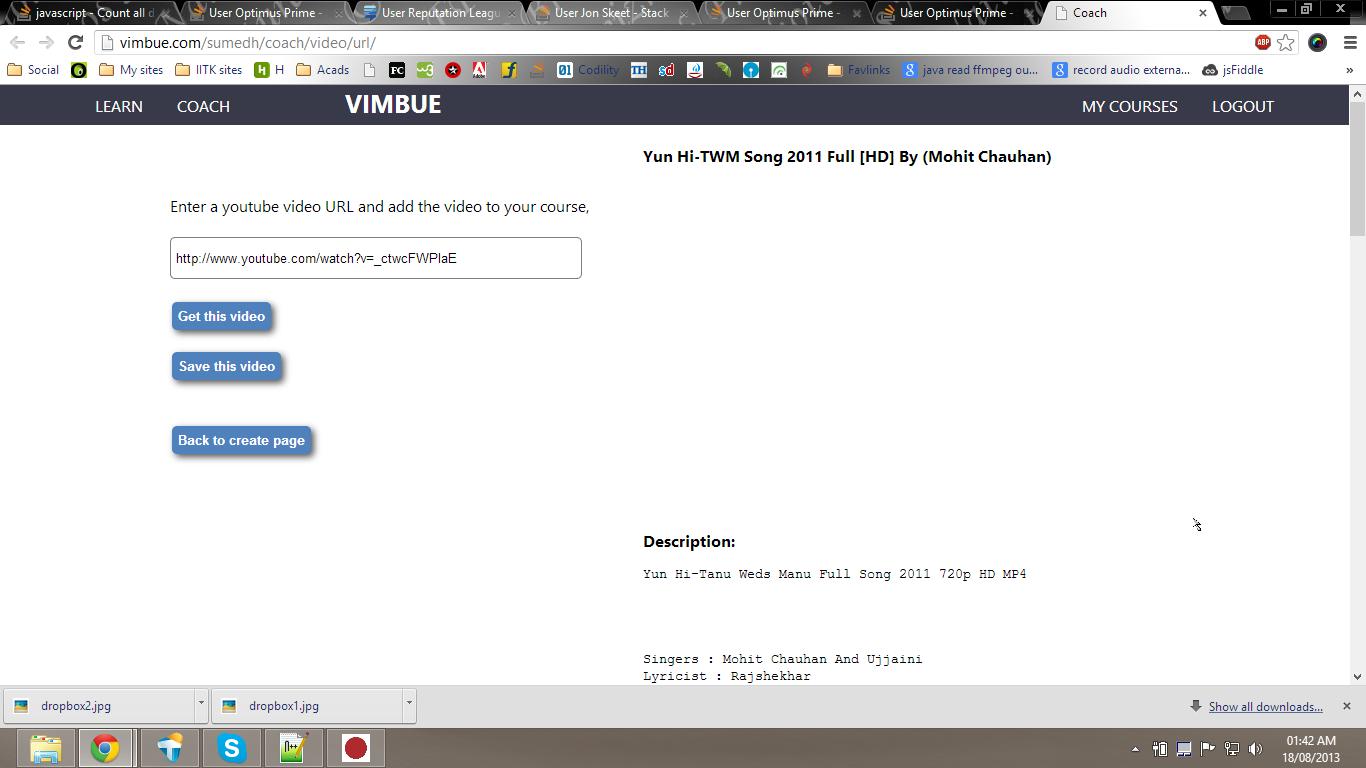 javascript - Count all d
User Optimus Prime -
User Reputation Leagu
User Jon Skeet - Stack
User Optimus Prime -
User Optimus Prime -
Coach
vimbue.com/sumedh/coach/video/url/
ABP
Social
My sites
IITK sites
H
Acads
FC
Codility
Favlinks
java read ffmpeg ou...
record audio externa...
jsFiddle
»
LEARN COACH VIMBUE MY COURSES LOGOUT
Yun Hi-TWM Song 2011 Full [HD] By (Mohit Chauhan)
Enter a youtube video URL and add the video to your course,
http://www.youtube.com/watch?v=_ctwcFWPlaE
Get this video
Save this video
Back to create page
Description:
Yun Hi-Tanu Weds Manu Full Song 2011 720p HD MP4
Singers : Mohit Chauhan And Ujjaini
Lyricist : Rajshekhar
dropbox2.jpg
dropbox1.jpg
Show all downloads...
01:42 AM
18/08/2013